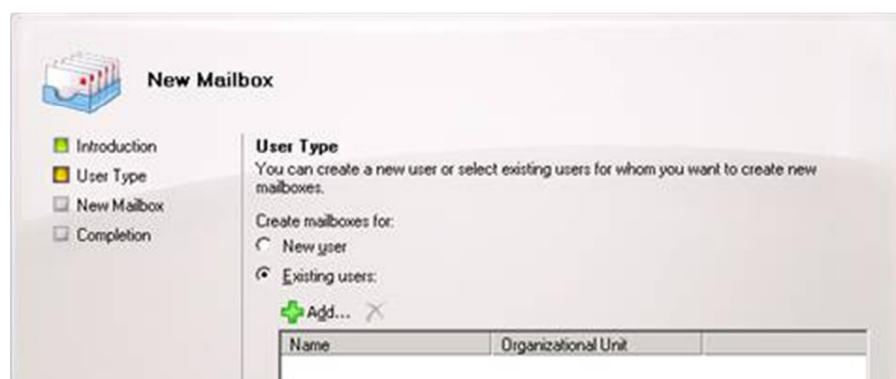 New Mailbox
Introduction
User Type
New Mailbox
Completion
User Type
You can create a new user or select existing users for whom you want to create new
mailboxes.
Create mailboxes for:
New user
Existing users:
Add...
Name Organizational Unit